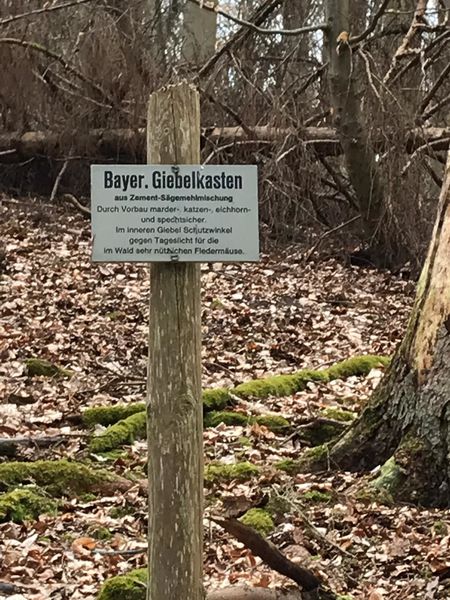 Bayer. Giebelkasten
aus Zement-Sägemehlmischung
Durch Vorbau marder-, katzen-, eichhorn-
und spechtsicher.
Im inneren Giebel Schutzwinkel
gegen Tageslicht für die
im Wald sehr nützlichen Fledermäuse.